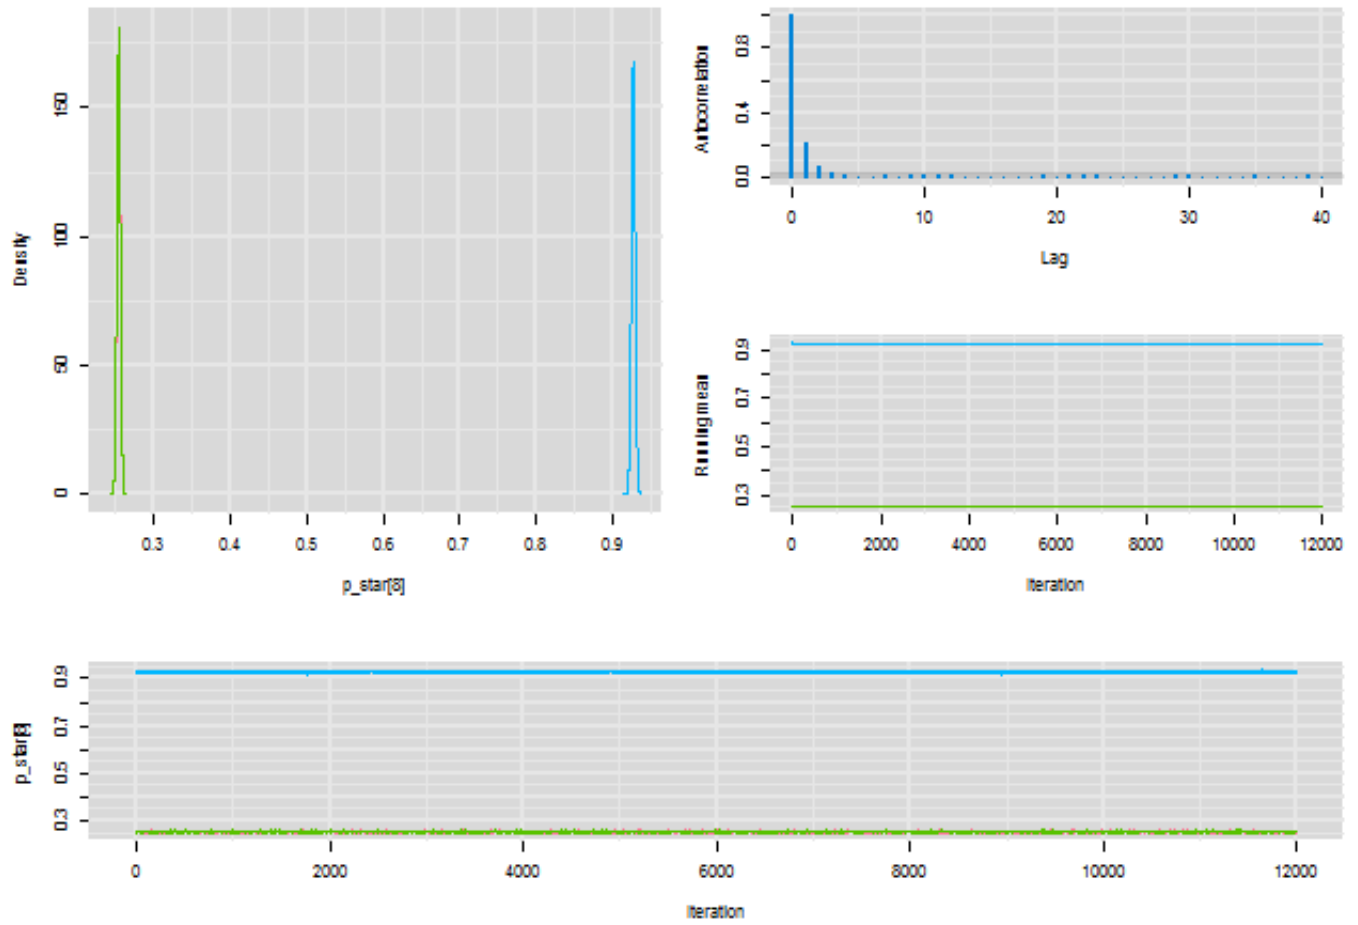 Density
150
100
50
0
0.3 0.4 0.5 0.6 0.7 0.8 0.9
p_star[8]
Autocorrelation
0.8
0.4
0.0
0 10 20 30 40
Lag
Running mean
0.9
0.7
0.5
0.3
0 2000 4000 6000 8000 10000 12000
Iteration
p_star[8]
0.9
0.7
0.5
0.3
0 2000 4000 6000 8000 10000 12000
Iteration